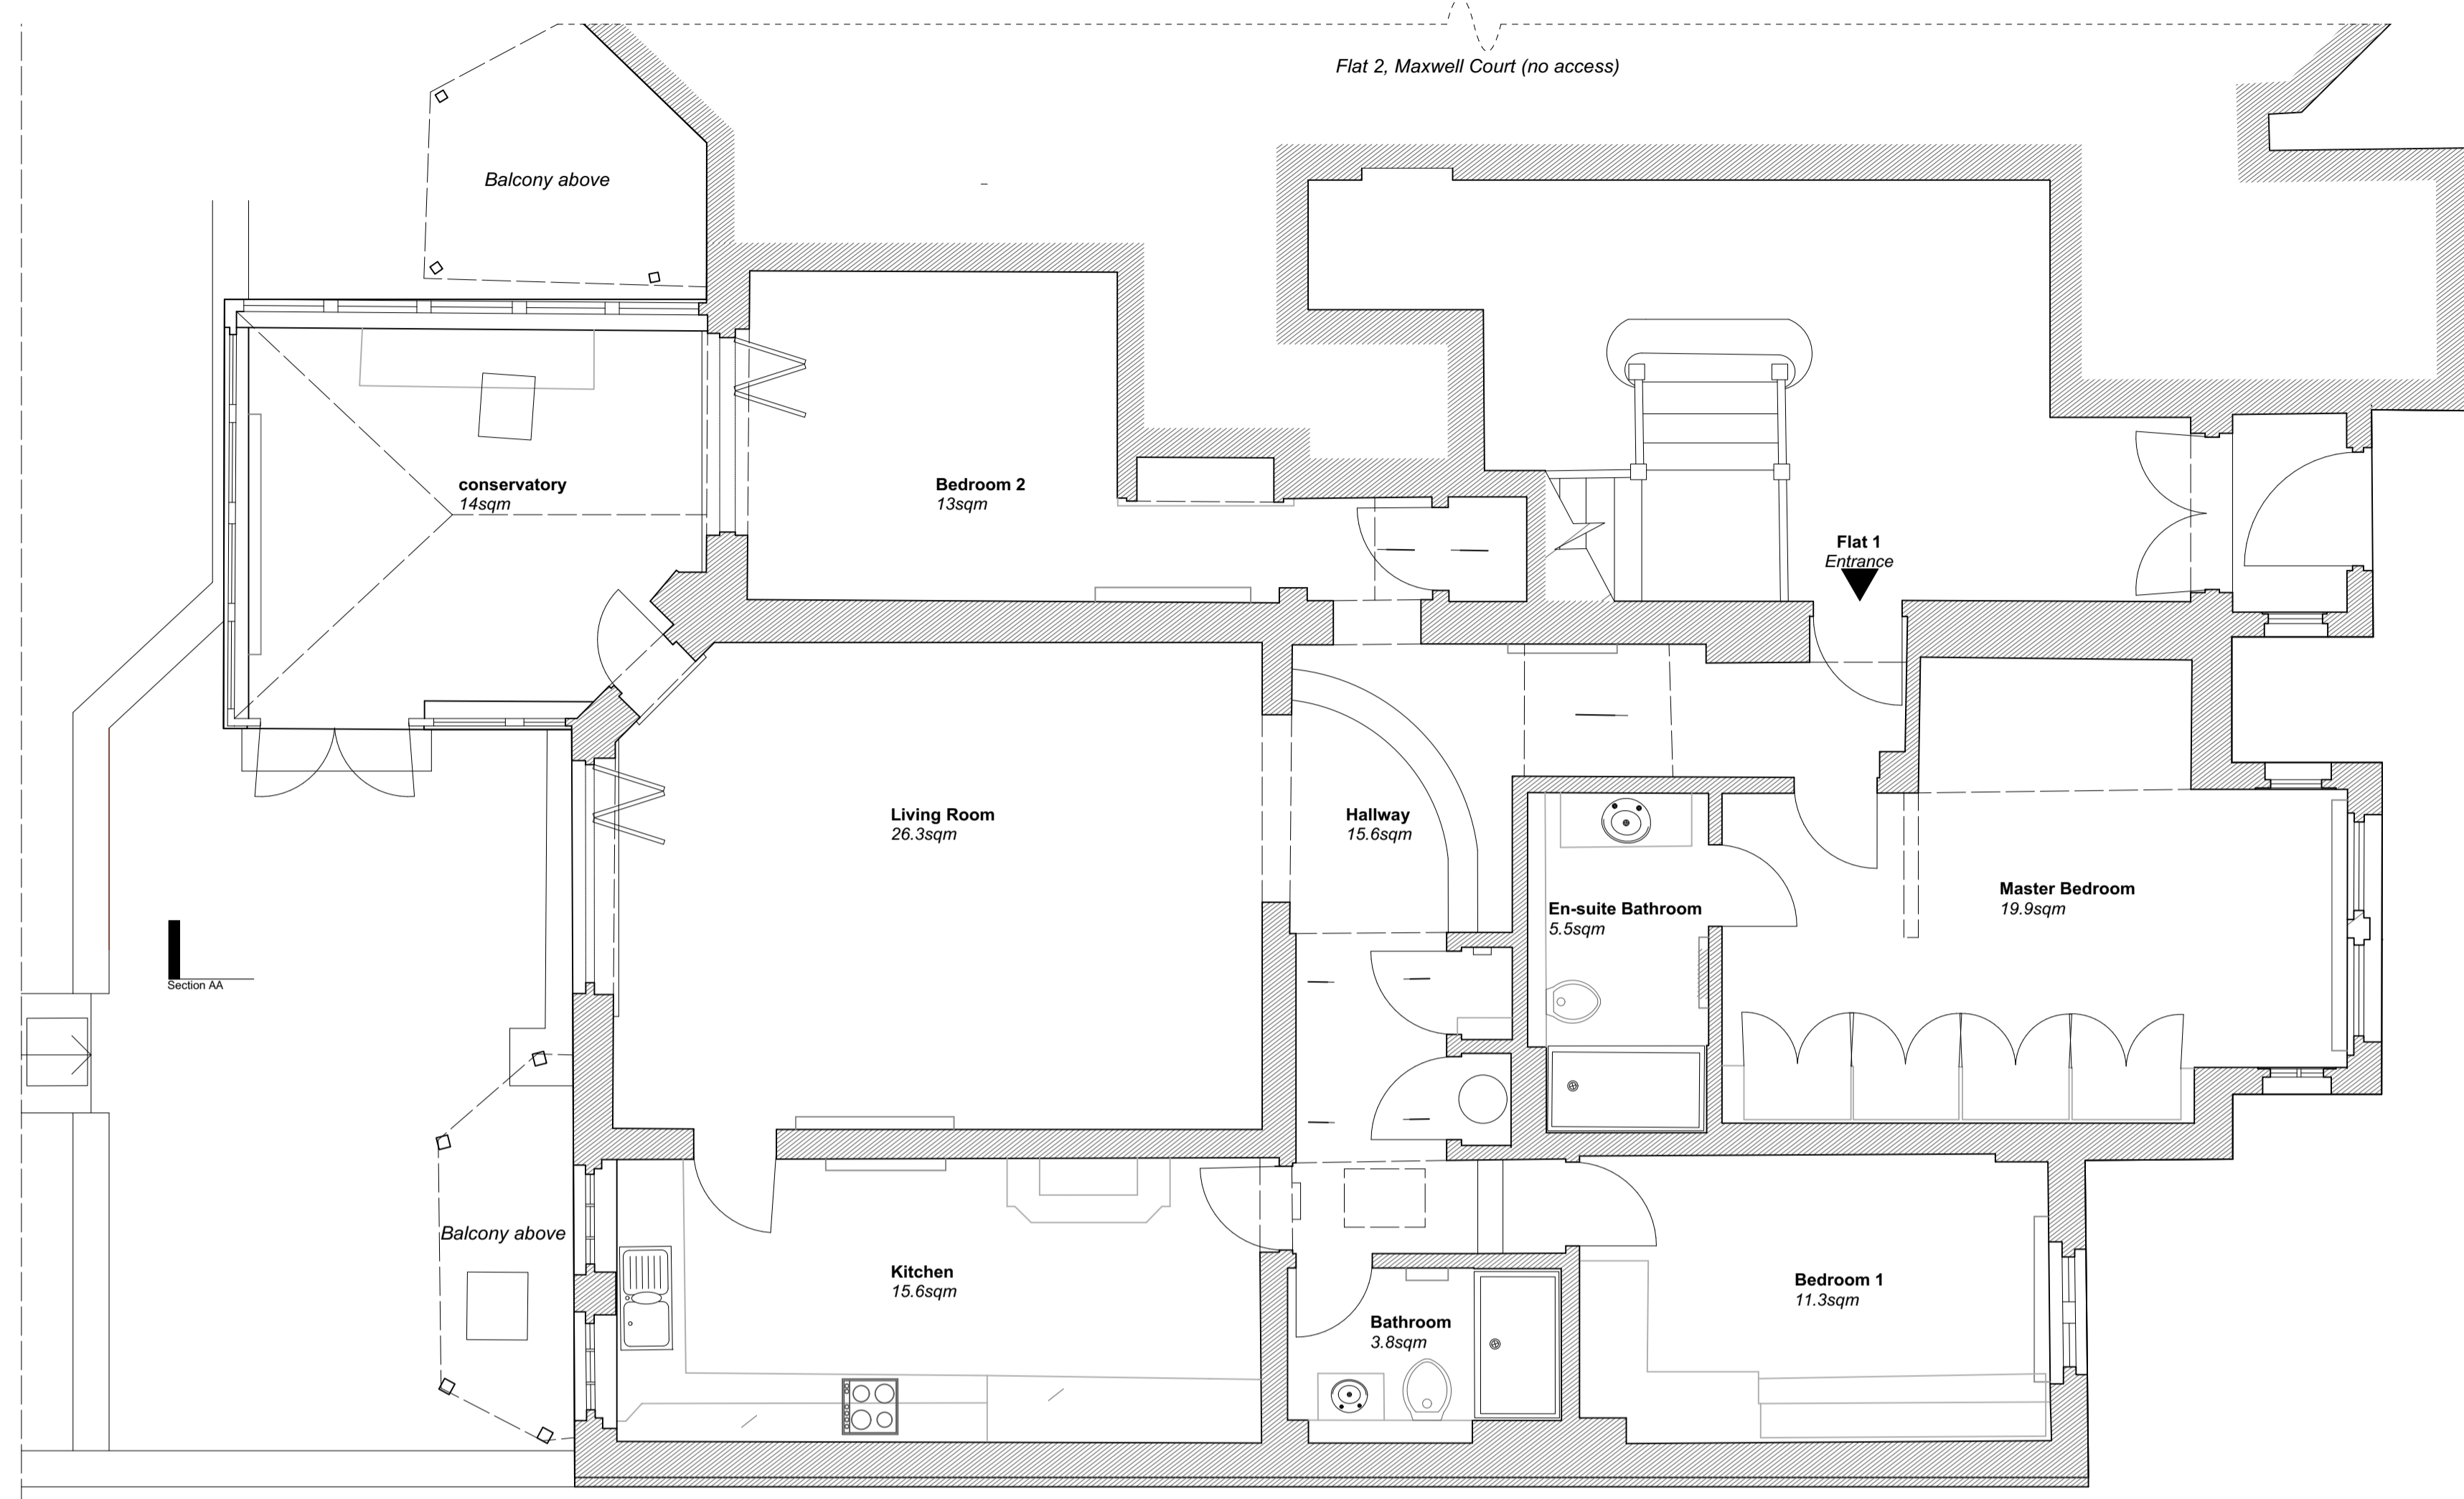 Flat 2, Maxwell Court (no access)
Balcony above
conservatory
14sqm
Bedroom 2
13sqm
Flat 1
Entrance
Living Room
26.3sqm
Hallway
15.6sqm
En-suite Bathroom
5.5sqm
Master Bedroom
19.9sqm
Section AA
Balcony above
Kitchen
15.6sqm
Bathroom
3.8sqm
Bedroom 1
11.3sqm